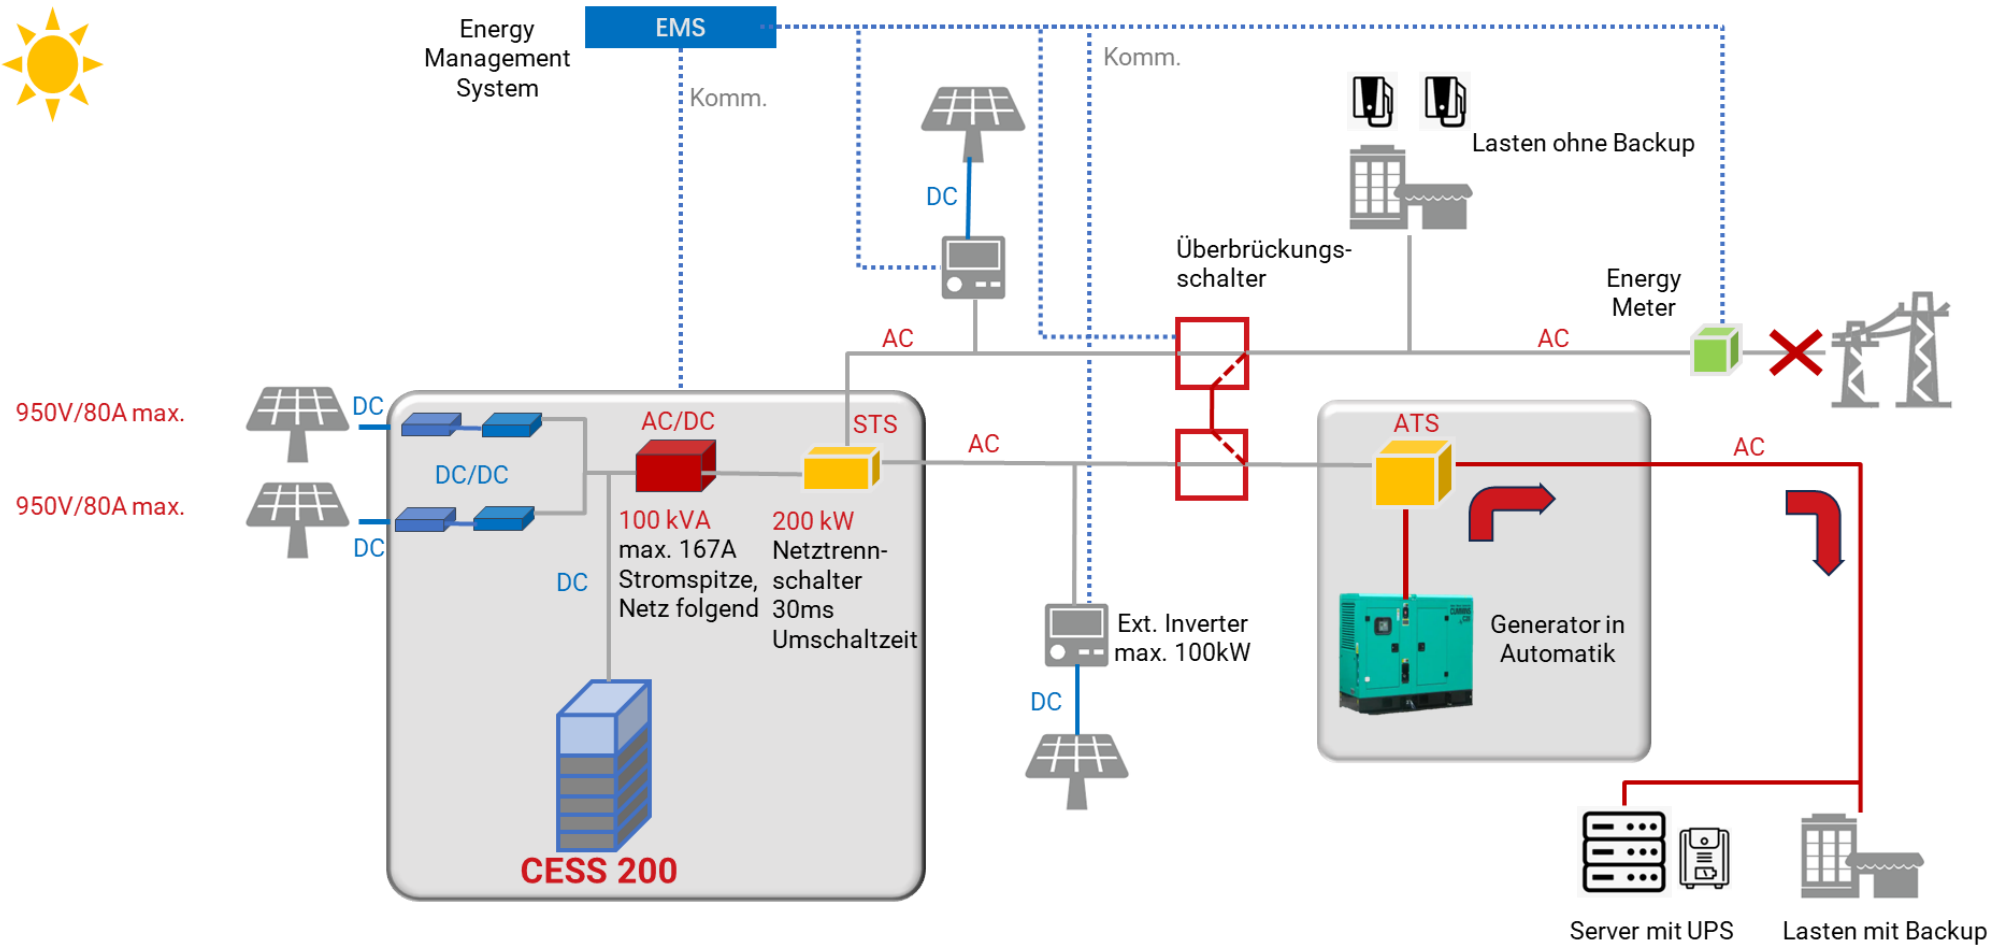 Energy
Management
System
EMS
Komm.
Komm.
Lasten ohne Backup
DC
Überbrückungs-
schalter
Energy
Meter
AC
AC
950V/80A max.
DC
AC/DC
STS
ATS
AC
AC
DC/DC
950V/80A max.
DC
100 kVA
max. 167A
Stromspitze,
Netz folgend
200 kW
Netztrenn-
schalter
30ms
Umschaltzeit
DC
Ext. Inverter
max. 100kW
Generator in
Automatik
DC
CESS 200
Server mit UPS
Lasten mit Backup